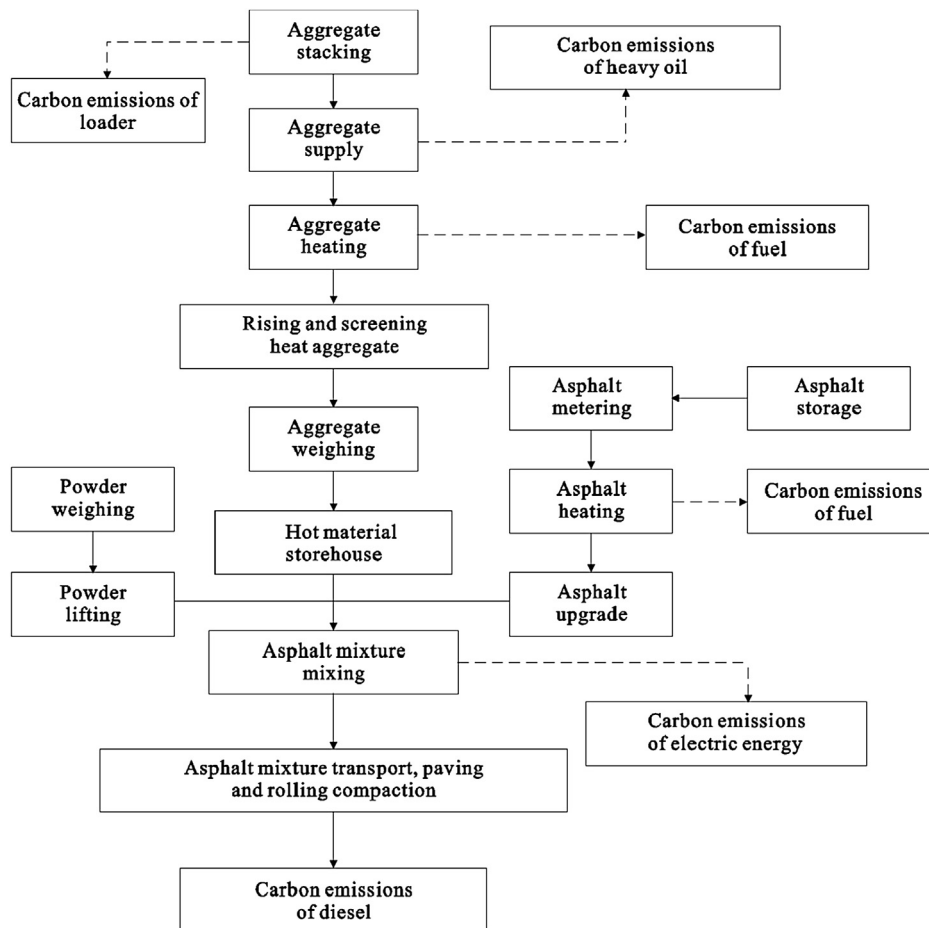 Aggregate
stacking
Carbon emissions
of heavy oil
Carbon emissions of
loader
Aggregate
supply
Aggregate
heating
Carbon emissions
of fuel
Rising and screening
heat aggregate
Asphalt
metering
Asphalt
storage
Aggregate
weighing
Powder
weighing
Asphalt
heating
Carbon emissions
of fuel
Hot material
storehouse
Powder
lifting
Asphalt
upgrade
Asphalt mixture
mixing
Carbon emissions
of electric energy
Asphalt mixture transport, paving
and rolling compaction
Carbon emissions
of diesel